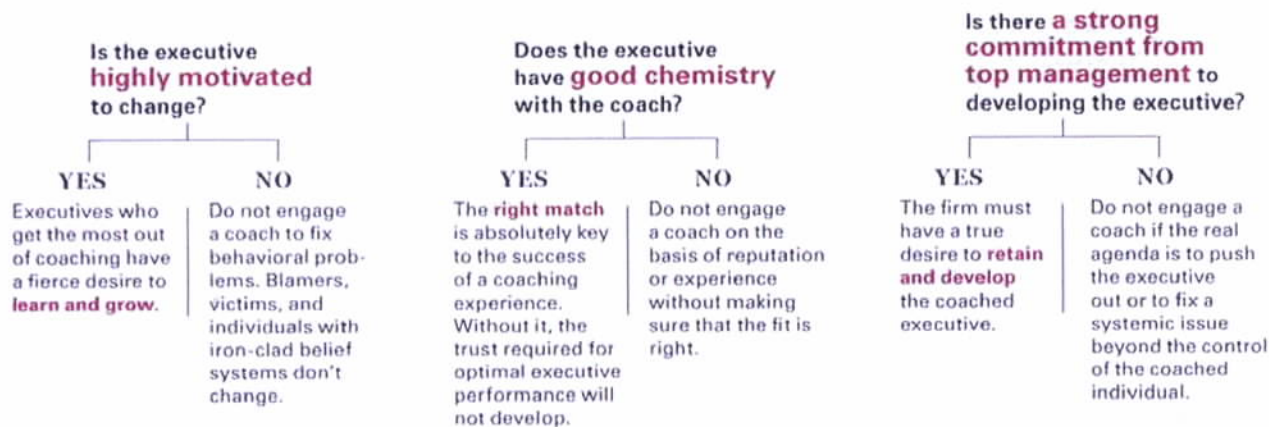 Is the executive
highly motivated
to change?
YES
Executives who
get the most out
of coaching have
a fierce desire to
learn and grow.
NO
Do not engage
a coach to fix
behavioral prob-
lems. Blamers,
victims, and
individuals with
iron-clad belief
systems don't
change.
Does the executive
have good chemistry
with the coach?
YES
The right match
is absolutely key
to the success
of a coaching
experience.
Without it, the
trust required for
optimal executive
performance will
not develop.
NO
Do not engage
a coach on the
basis of reputation
or experience
without making
sure that the fit is
right.
Is there a strong
commitment from
top management to
developing the executive?
YES
The firm must
have a true
desire to retain
and develop
the coached
executive.
NO
Do not engage a
coach if the real
agenda is to push
the executive
out or to fix a
systemic issue
beyond the control
of the coached
individual.